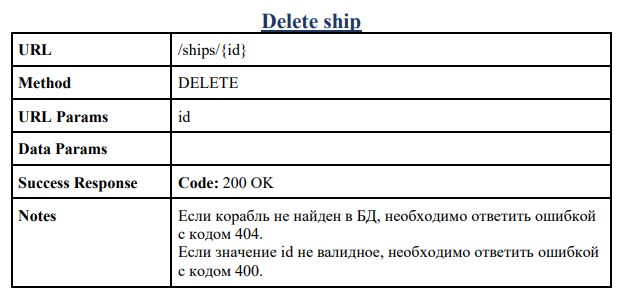 Delete ship
URL /ships/{id}
Method DELETE
URL Params id
Data Params
Success Response Code: 200 OK
Notes Если корабль не найден в БД, необходимо ответить ошибкой
с кодом 404.
Если значение id не валидное, необходимо ответить ошибкой
с кодом 400.